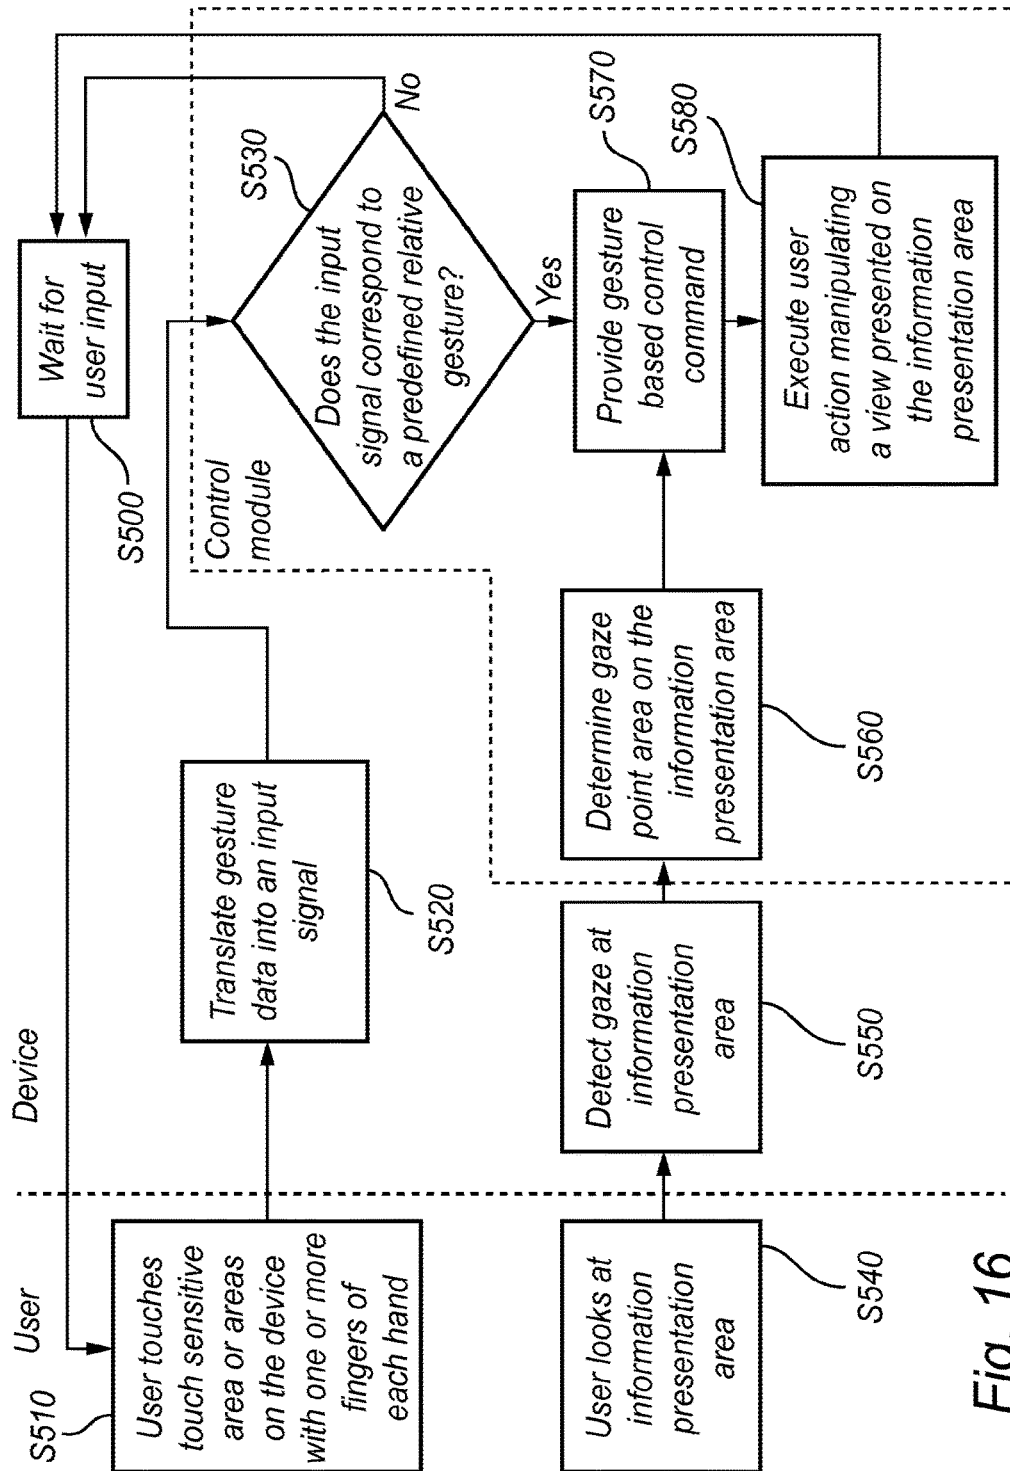 User
Device
S510
User touches
touch sensitive
area or areas
on the device
with one or more
fingers of
each hand
Translate gesture
data into an input
signal
S520
S500
Wait for
user input
Control
module
Does the input
signal correspond to
a predefined relative
gesture?
S530
No
Yes
User looks at
information
presentation
area
S540
Detect gaze at
information
presentation
area
S550
Determine gaze
point area on the
information
presentation area
S560
Provide gesture
based control
command
S570
Execute user
action manipulating
a view presented on
the information
presentation area
S580
Fig. 16